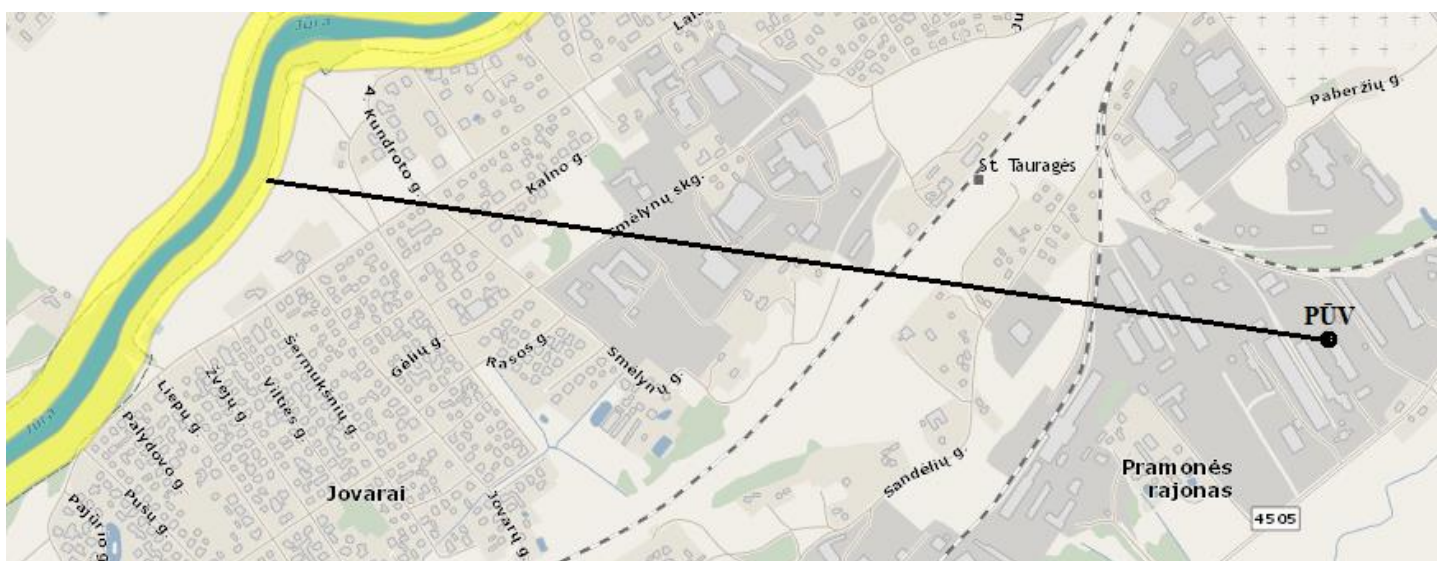 Jūra
A. Kundroto g.
Kalno g.
Smėlynų skg.
St. Tauragės
Paberžių g.
PŪV
Šermukšnių g.
Gėlių g.
Rasos g.
Smėlynų g.
Liepų g.
Žvejų g.
Vilties g.
Palydovo g.
Jūra
Pušų g.
Pajūrio g.
Jovarai
Jovarų g.
Sandėlių g.
Pramonės
rajonas
4505